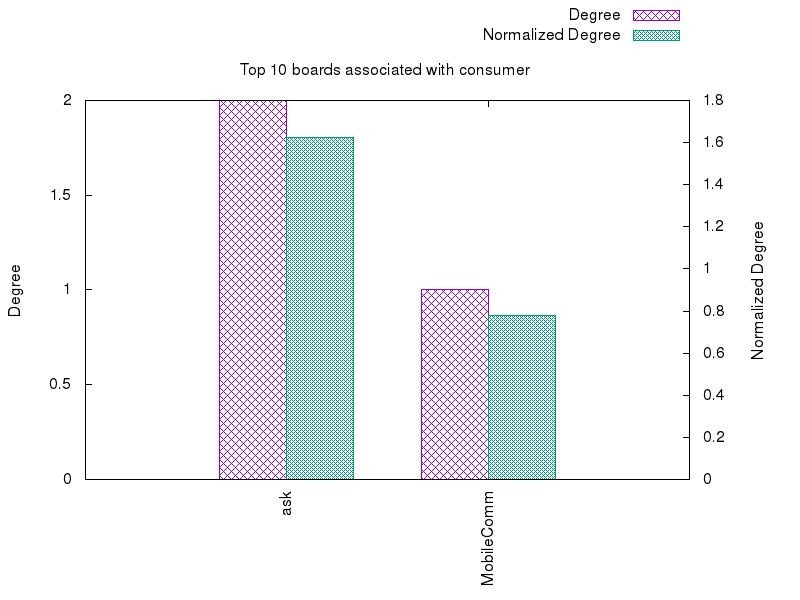 Degree
Normalized Degree
Top 10 boards associated with consumer
2
1.5
1
0.5
0
Degree
1.8
1.6
1.4
1.2
1
0.8
0.6
0.4
0.2
0
Normalized Degree
ask
MobileComm